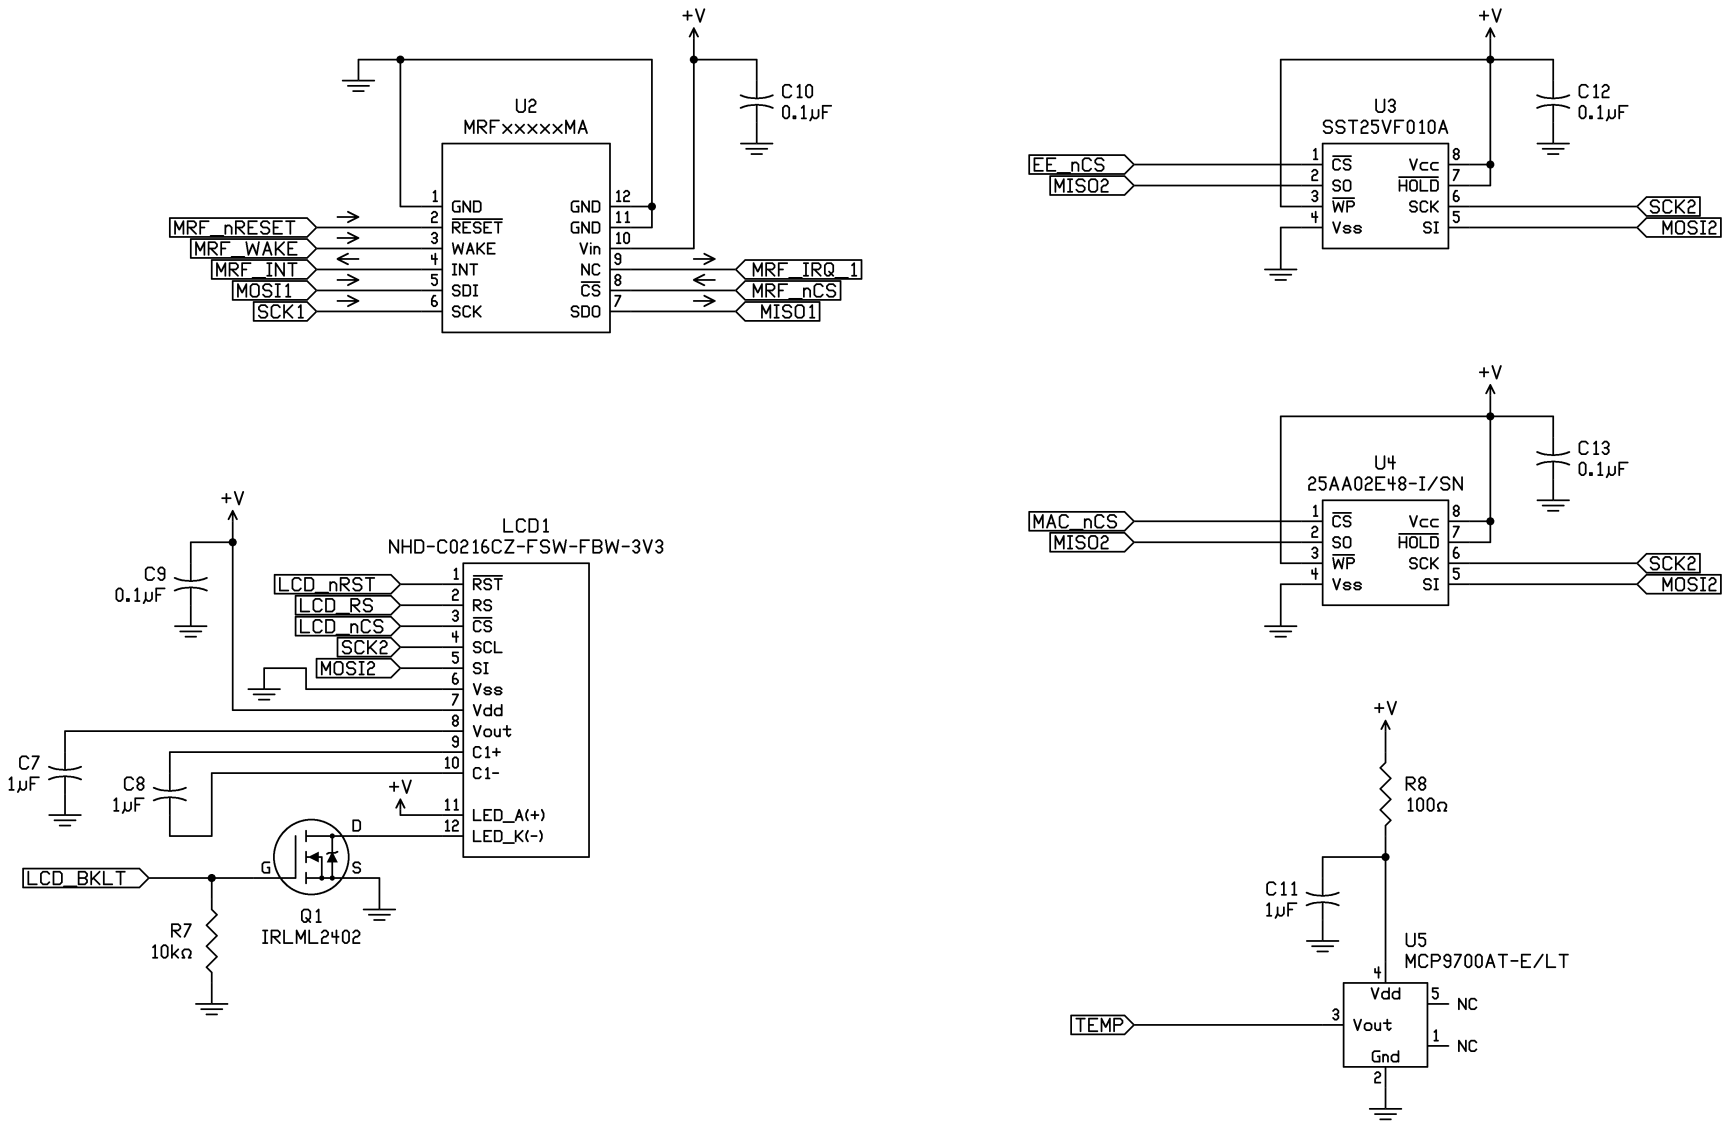 +V
C10
0.1µF
U2
MRFxxxxxMA
1 GND
2 RESET
3 WAKE
4 INT
5 SDI
6 SCK
GND 12
GND 11
Vin 10
NC 9
CS 8
SDO 7
MRF_nRESET
MRF_WAKE
MRF_INT
MOSI1
SCK1
MRF_IRQ_1
MRF_nCS
MISO1
+V
C12
0.1µF
U3
SST25VF010A
EE_nCS
MISO2
1 CS
2 SO
3 WP
4 Vss
Vcc 8
HOLD 7
SCK 6
SI 5
SCK2
MOSI2
+V
C13
0.1µF
U4
25AA02E48-I/SN
MAC_nCS
MISO2
1 CS
2 SO
3 WP
4 Vss
Vcc 8
HOLD 7
SCK 6
SI 5
SCK2
MOSI2
+V
C9
0.1µF
LCD1
NHD-C0216CZ-FSW-FBW-3V3
LCD_nRST
LCD_RS
LCD_nCS
SCK2
MOSI2
1 RST
2 RS
3 CS
4 SCL
5 SI
6 Vss
7 Vdd
8 Vout
9 C1+
10 C1-
11 LED_A(+)
12 LED_K(-)
C7
1µF
C8
1µF
+V
D
G
S
LCD_BKLT
Q1
IRLML2402
R7
10kΩ
+V
R8
100Ω
C11
1µF
U5
MCP9700AT-E/LT
4
Vdd
5 NC
TEMP
3 Vout
1 NC
Gnd
2